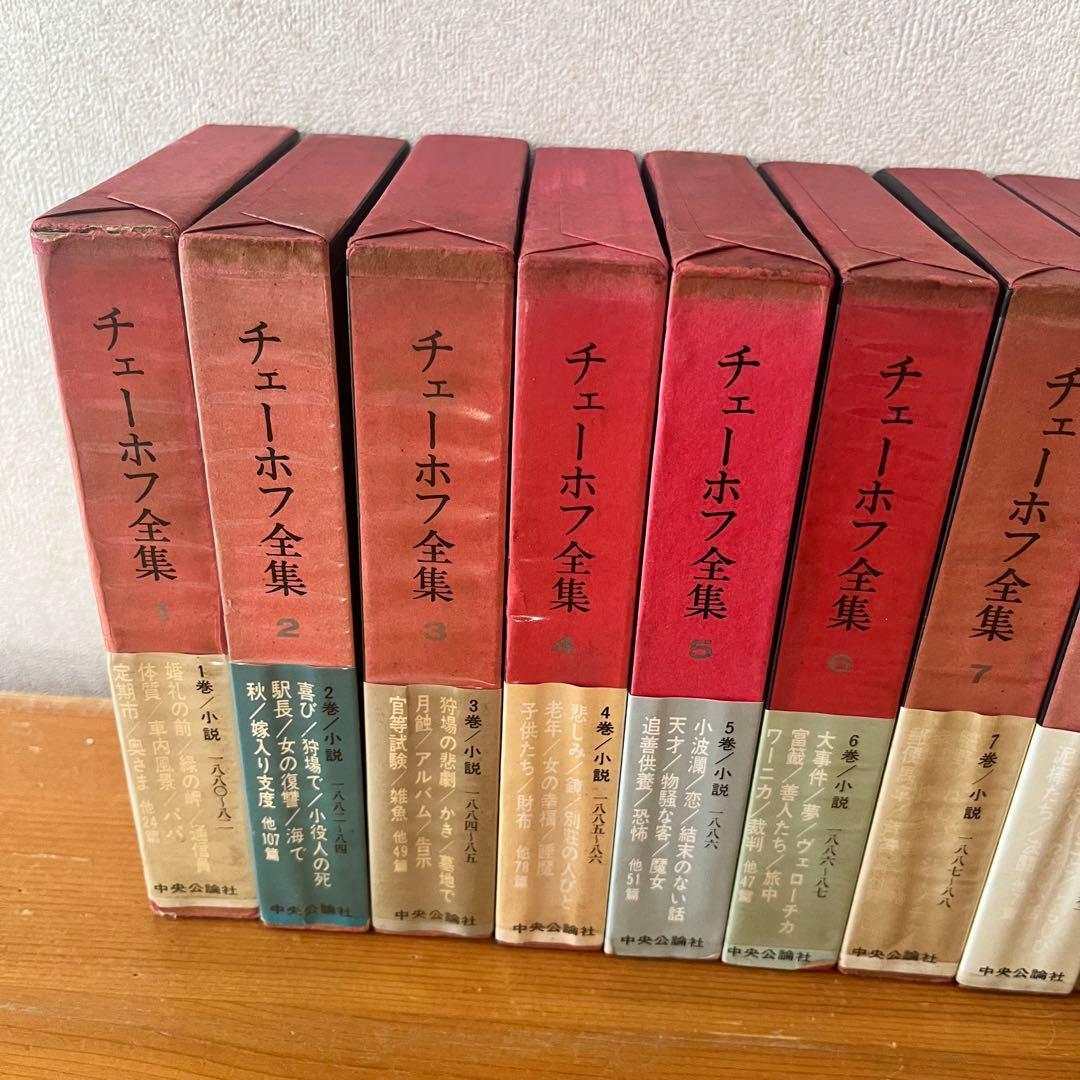 チェーホフ全集
1
1巻/小説 一八八〇〜八二
婚礼の前/緑の
体質/車内風景/パパ
定期市/奥さま 他24篇
中央公論社
チェーホフ全集
2
2巻/小説 一八八二〜八四
喜び/狩場で/小役人の死
駅長/女の復讐/海で
秋/嫁入り支度 他107篇
中央公論社
チェーホフ全集
3
3巻/小説 一八八四〜八五
狩場の悲劇/かき/墓地で
月蝕/アルバム/告示
官等試験/雑魚 他49篇
中央公論社
チェーホフ全集
4
4巻/小説 一八八五〜八六
悲しみ/鏡/別荘の人びと
老年/女の幸福/睡魔
子供たち/財布 他78篇
中央公論社
チェーホフ全集
5
5巻/小説 一八八六
小波瀾/恋/結末のない話
天才/物騒な客/魔女
追善供養/恐怖 他51篇
中央公論社
チェーホフ全集
6
6巻/小説 一八八六〜八七
大事件/夢/ヴェローチカ
富籤/善人たち/旅中
ワーニカ/裁判 他47篇
中央公論社
チェーホフ全集
7
7巻/小説 一八八七〜八八
中央公論社
中央公論社